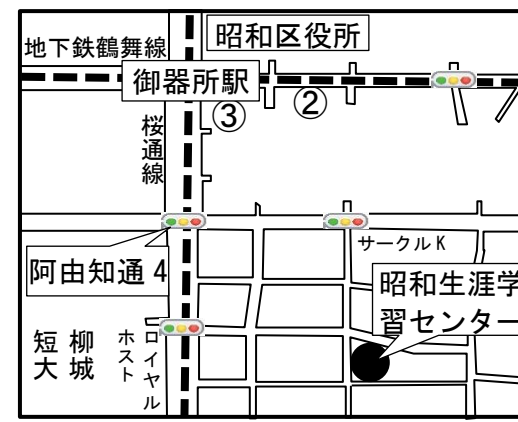 昭和区役所
地下鉄鶴舞線
御器所駅
③
②
桜通線
サークルK
阿由知通4
昭和生涯学
習センター
ロイヤル
ホスト
柳城
短大